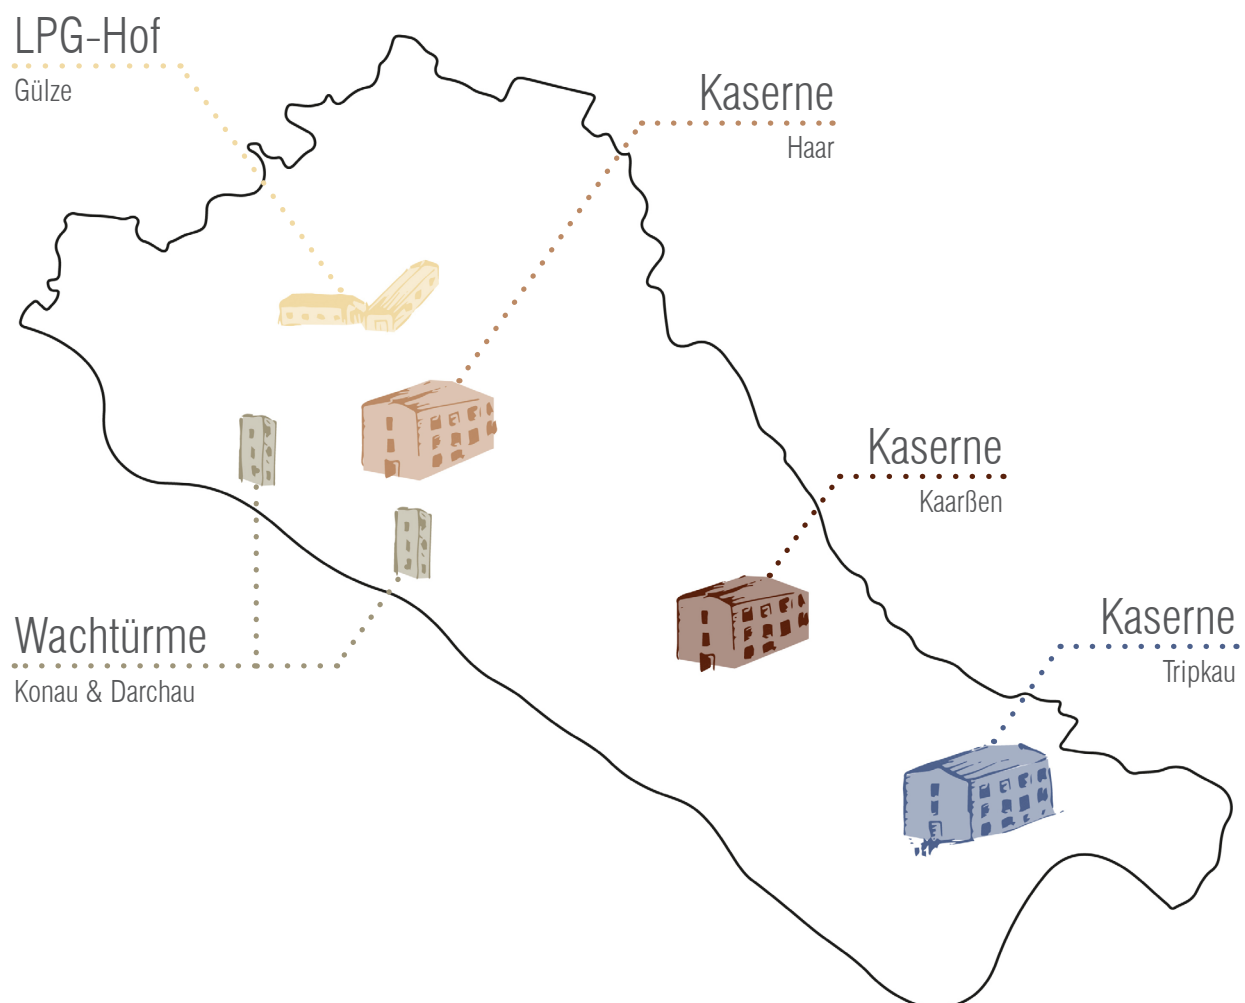 LPG-Hof
Gülze
Kaserne
Haar
Kaserne
Kaarßen
Wachtürme
Konau & Darchau
Kaserne
Tripkau